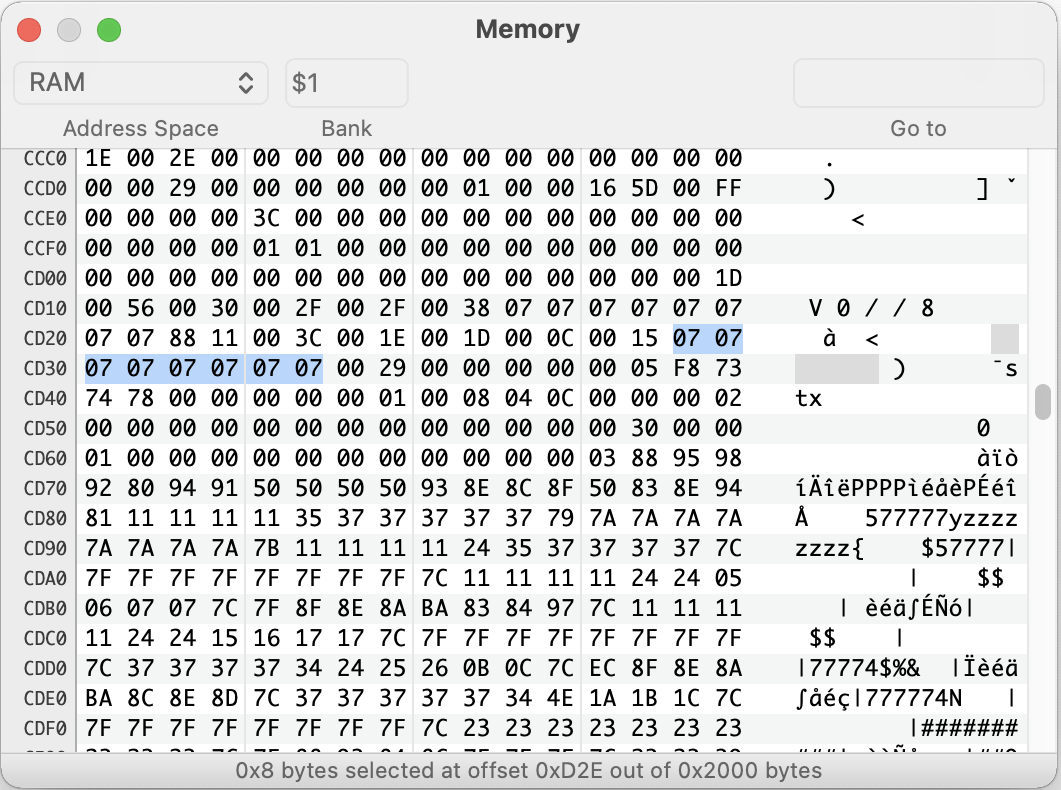 Memory
RAM $1
Address Space Bank Go to
CCC0 1E 00 2E 00 00 00 00 00 00 00 00 00 00 00 00 00 .
CCD0 00 00 29 00 00 00 00 00 00 01 00 00 16 5D 00 FF ) ] ˇ
CCE0 00 00 00 00 3C 00 00 00 00 00 00 00 00 00 00 00 <
CCF0 00 00 00 00 01 01 00 00 00 00 00 00 00 00 00 00
CD00 00 00 00 00 00 00 00 00 00 00 00 00 00 00 00 1D
CD10 00 56 00 30 00 2F 00 2F 00 38 07 07 07 07 07 07 V 0 / / 8
CD20 07 07 88 11 00 3C 00 1E 00 1D 00 0C 00 15 07 07 à <
CD30 07 07 07 07 07 07 00 29 00 00 00 00 00 05 F8 73 ) ¯s
CD40 74 78 00 00 00 00 00 01 00 08 04 0C 00 00 00 02 tx
CD50 00 00 00 00 00 00 00 00 00 00 00 00 00 30 00 00 0
CD60 01 00 00 00 00 00 00 00 00 00 00 00 03 88 95 98 àïò
CD70 92 80 94 91 50 50 50 50 93 8E 8C 8F 50 83 8E 94 íÄîëPPPPìéåèPÉéî
CD80 81 11 11 11 11 35 37 37 37 37 37 79 7A 7A 7A 7A Å 577777yzzzz
CD90 7A 7A 7A 7A 7B 11 11 11 11 24 35 37 37 37 37 7C zzzz{ $57777|
CDA0 7F 7F 7F 7F 7F 7F 7F 7F 7C 11 11 11 11 24 24 05 | $$
CDB0 06 07 07 7C 7F 8F 8E 8A BA 83 84 97 7C 11 11 11 | èéä∫ÉÑó|
CDC0 11 24 24 15 16 17 17 7C 7F 7F 7F 7F 7F 7F 7F 7F $$ |
CDD0 7C 37 37 37 37 34 24 25 26 0B 0C 7C EC 8F 8E 8A |77774$%& |Ïèéä
CDE0 BA 8C 8E 8D 7C 37 37 37 37 37 34 4E 1A 1B 1C 7C ∫åéç|777774N |
CDF0 7F 7F 7F 7F 7F 7F 7F 7F 7C 23 23 23 23 23 23 23 |#######
0x8 bytes selected at offset 0xD2E out of 0x2000 bytes